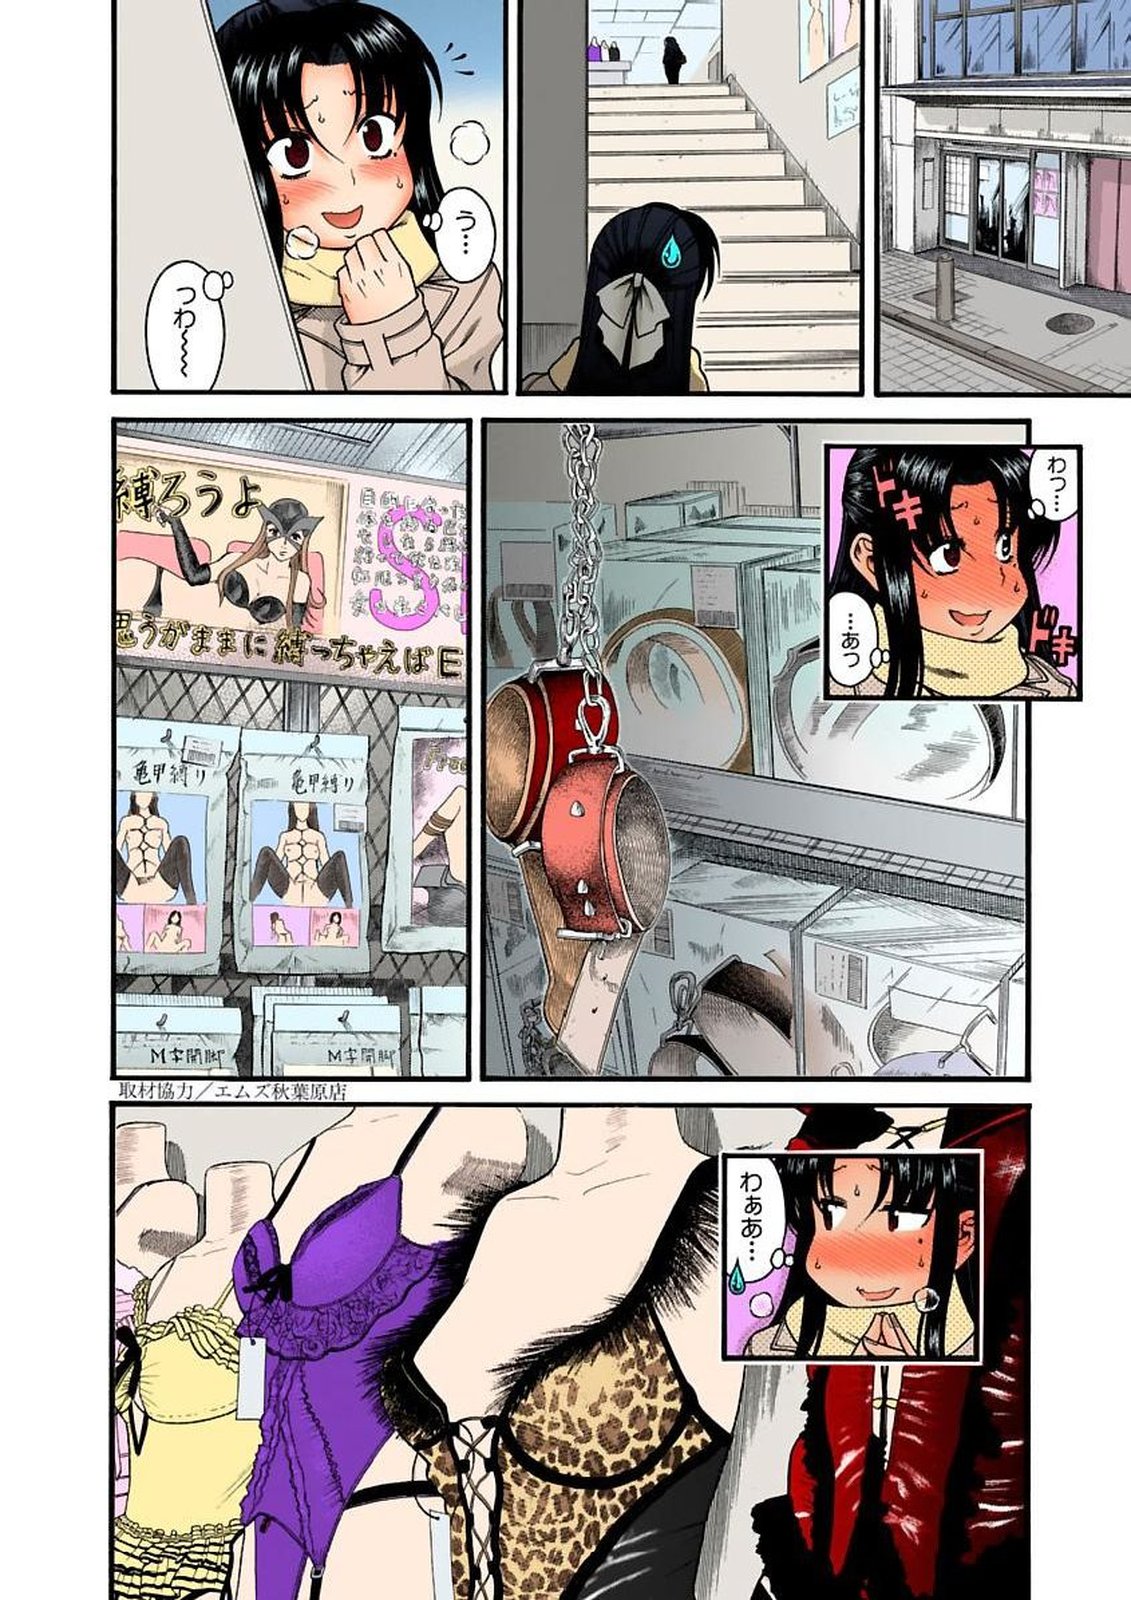 う…
っわ〜〜
わっ…
ドキ
…あっ
ドキ
縛ろうよ
S
思うがままに縛っちゃえばE
亀甲縛り
亀甲縛り
Free
M字開脚
M字開脚
取材協力／エムズ秋葉原店
わぁあ…